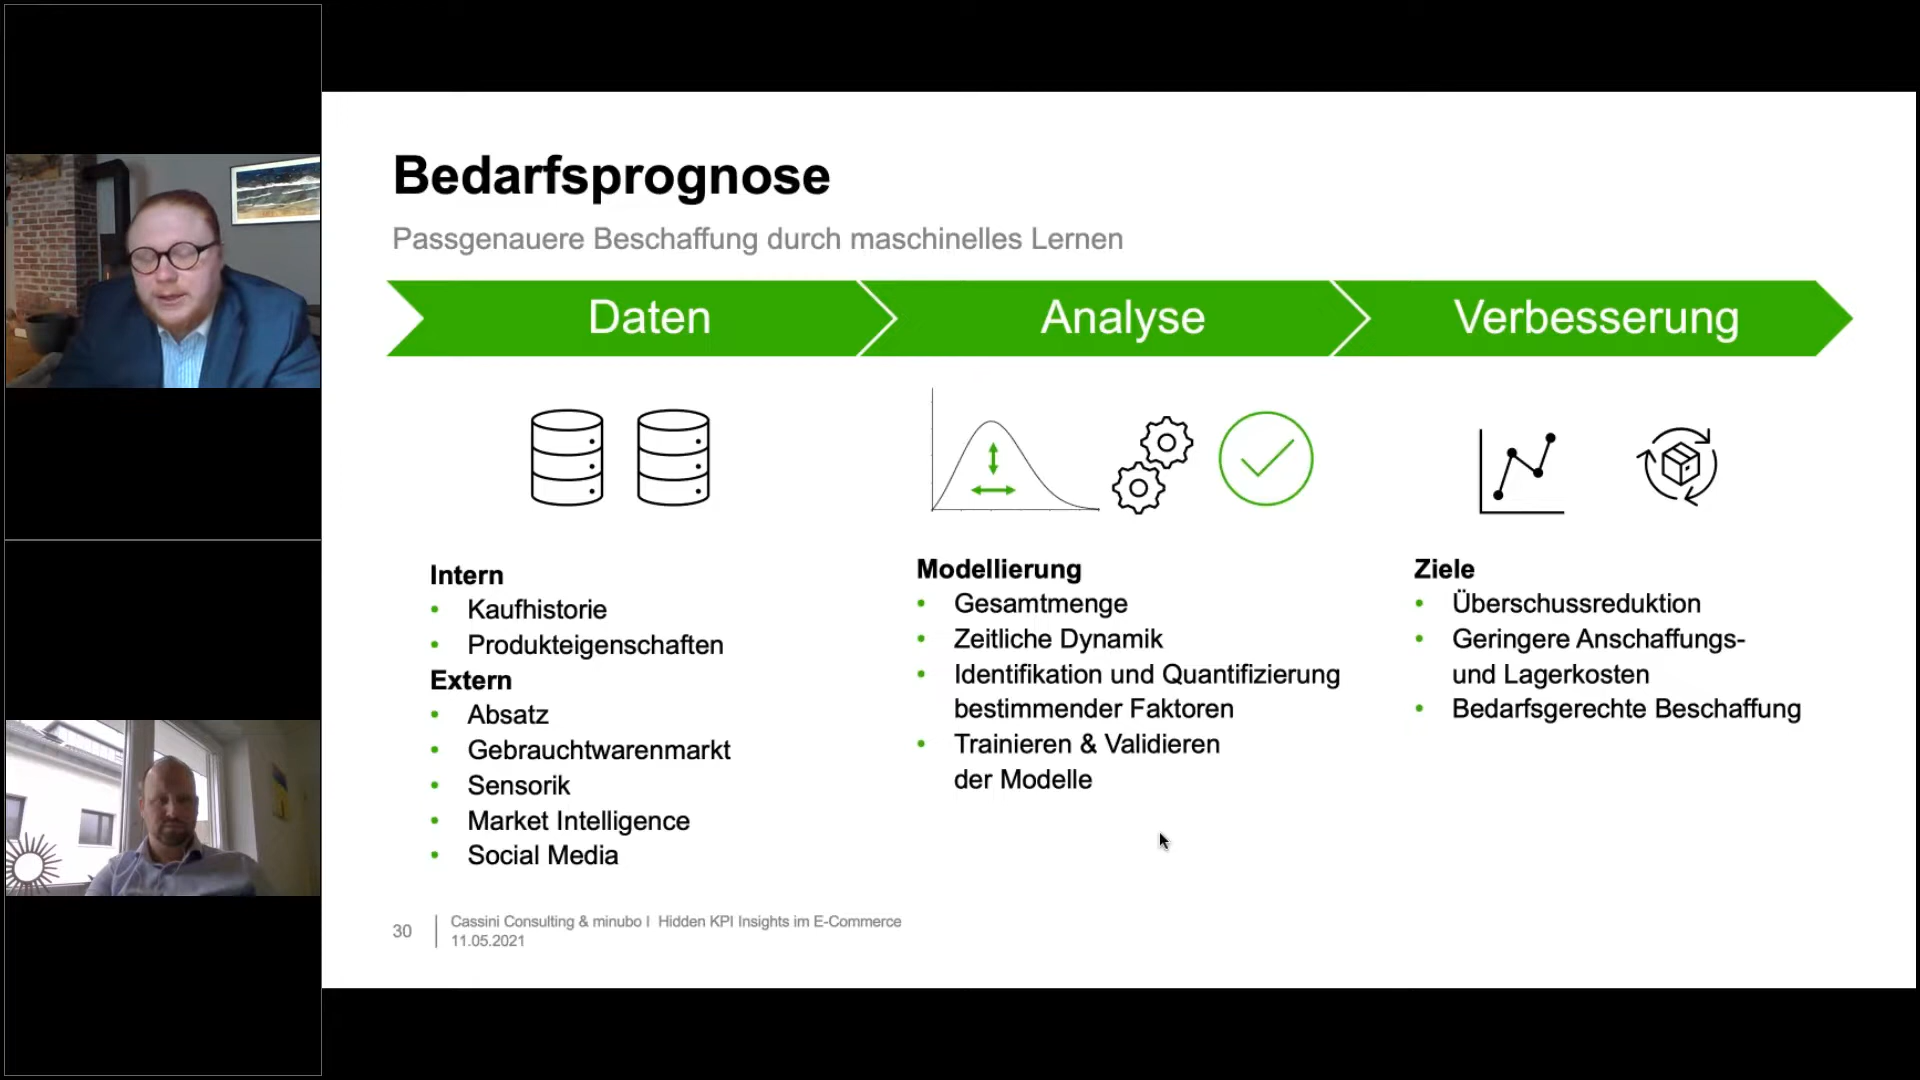 Bedarfsprognose
Passgenauere Beschaffung durch maschinelles Lernen
Daten
Analyse
Verbesserung
Intern
• Kaufhistorie
• Produkteigenschaften
Extern
• Absatz
• Gebrauchtwarenmarkt
• Sensorik
• Market Intelligence
• Social Media
Modellierung
• Gesamtmenge
• Zeitliche Dynamik
• Identifikation und Quantifizierung
bestimmender Faktoren
• Trainieren & Validieren
der Modelle
Ziele
• Überschussreduktion
• Geringere Anschaffungs-
und Lagerkosten
• Bedarfsgerechte Beschaffung
30
Cassini Consulting & minubo I Hidden KPI Insights im E-Commerce
11.05.2021